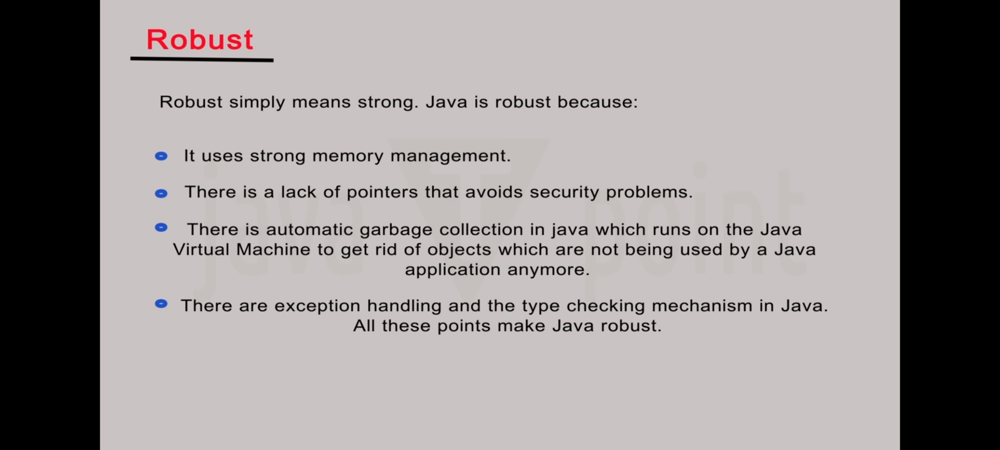 Robust
Robust simply means strong. Java is robust because:
It uses strong memory management.
There is a lack of pointers that avoids security problems.
There is automatic garbage collection in java which runs on the Java
Virtual Machine to get rid of objects which are not being used by a Java
application anymore.
There are exception handling and the type checking mechanism in Java.
All these points make Java robust.
java T point